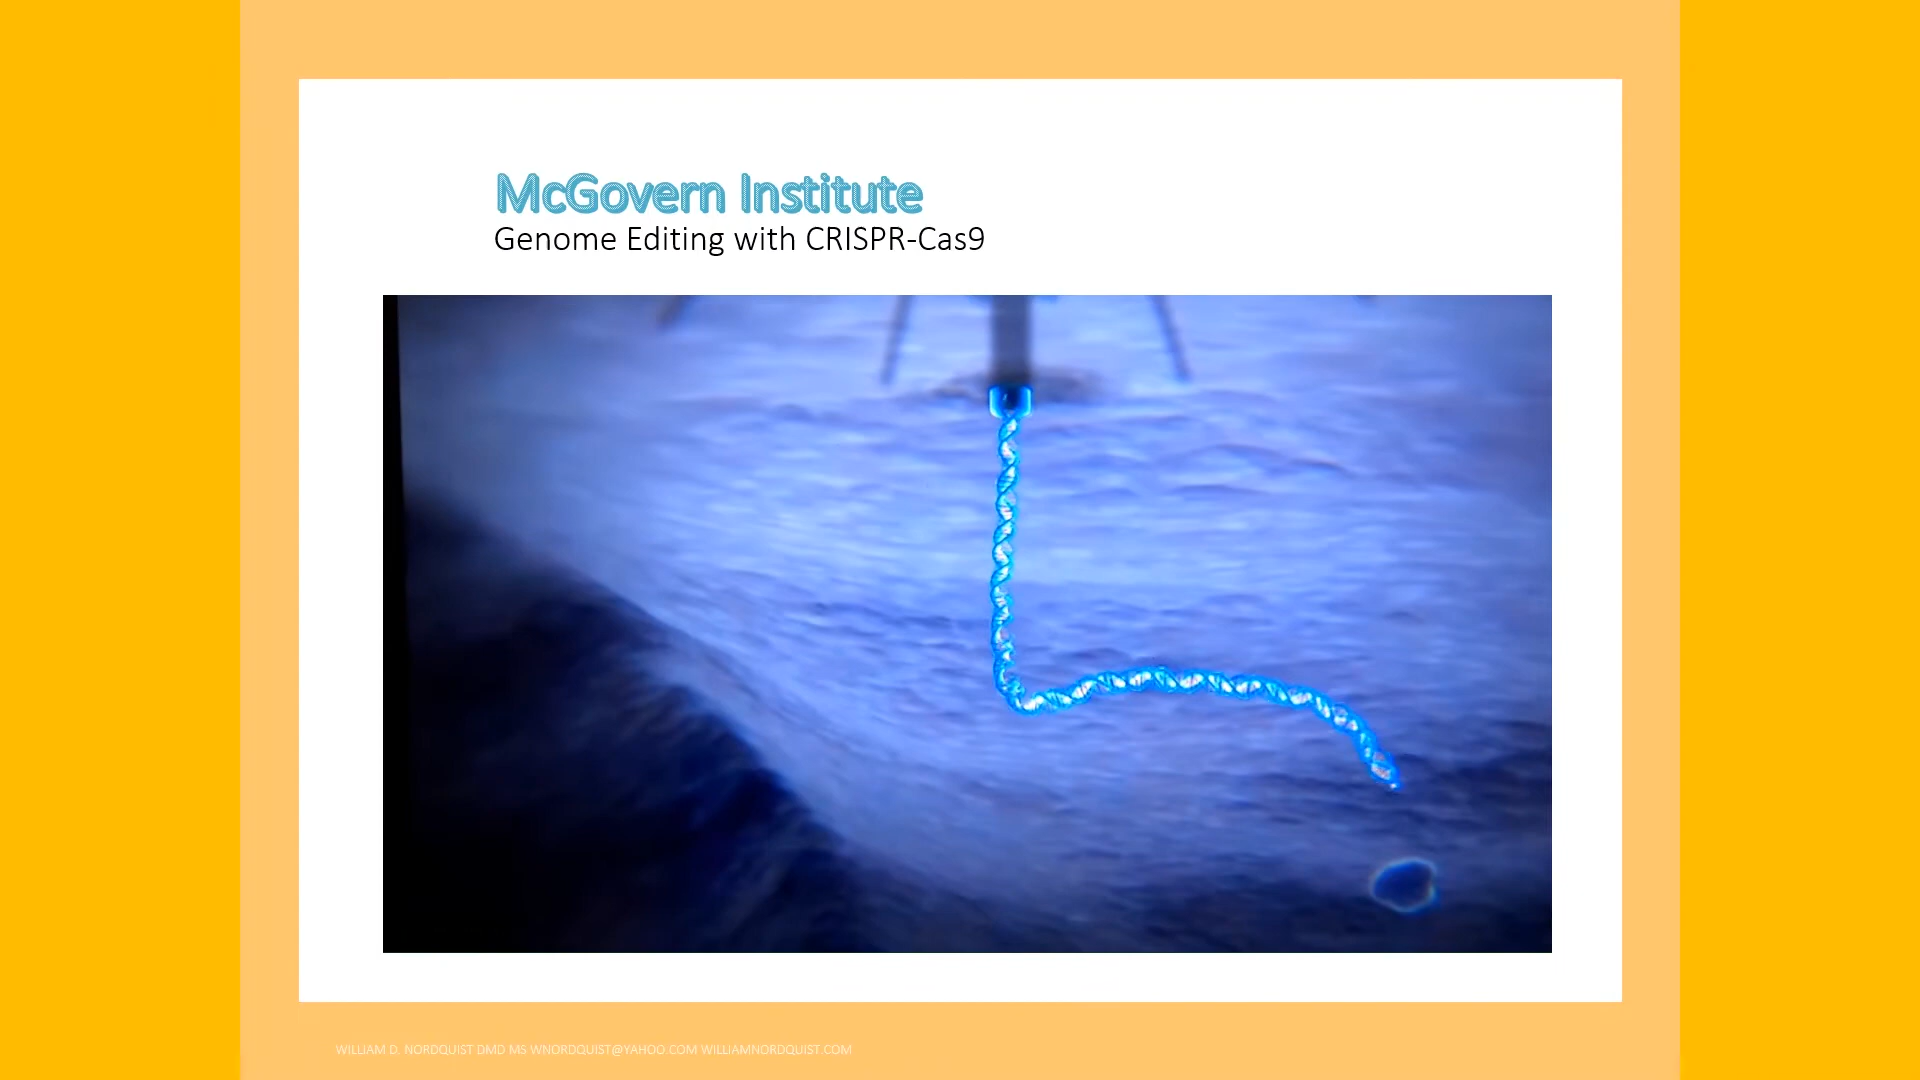 McGovern Institute
Genome Editing with CRISPR-Cas9
WILLIAM D. NORDQUIST DMD MS WNORDQUIST@YAHOO.COM WILLIAMNORDQUIST.COM